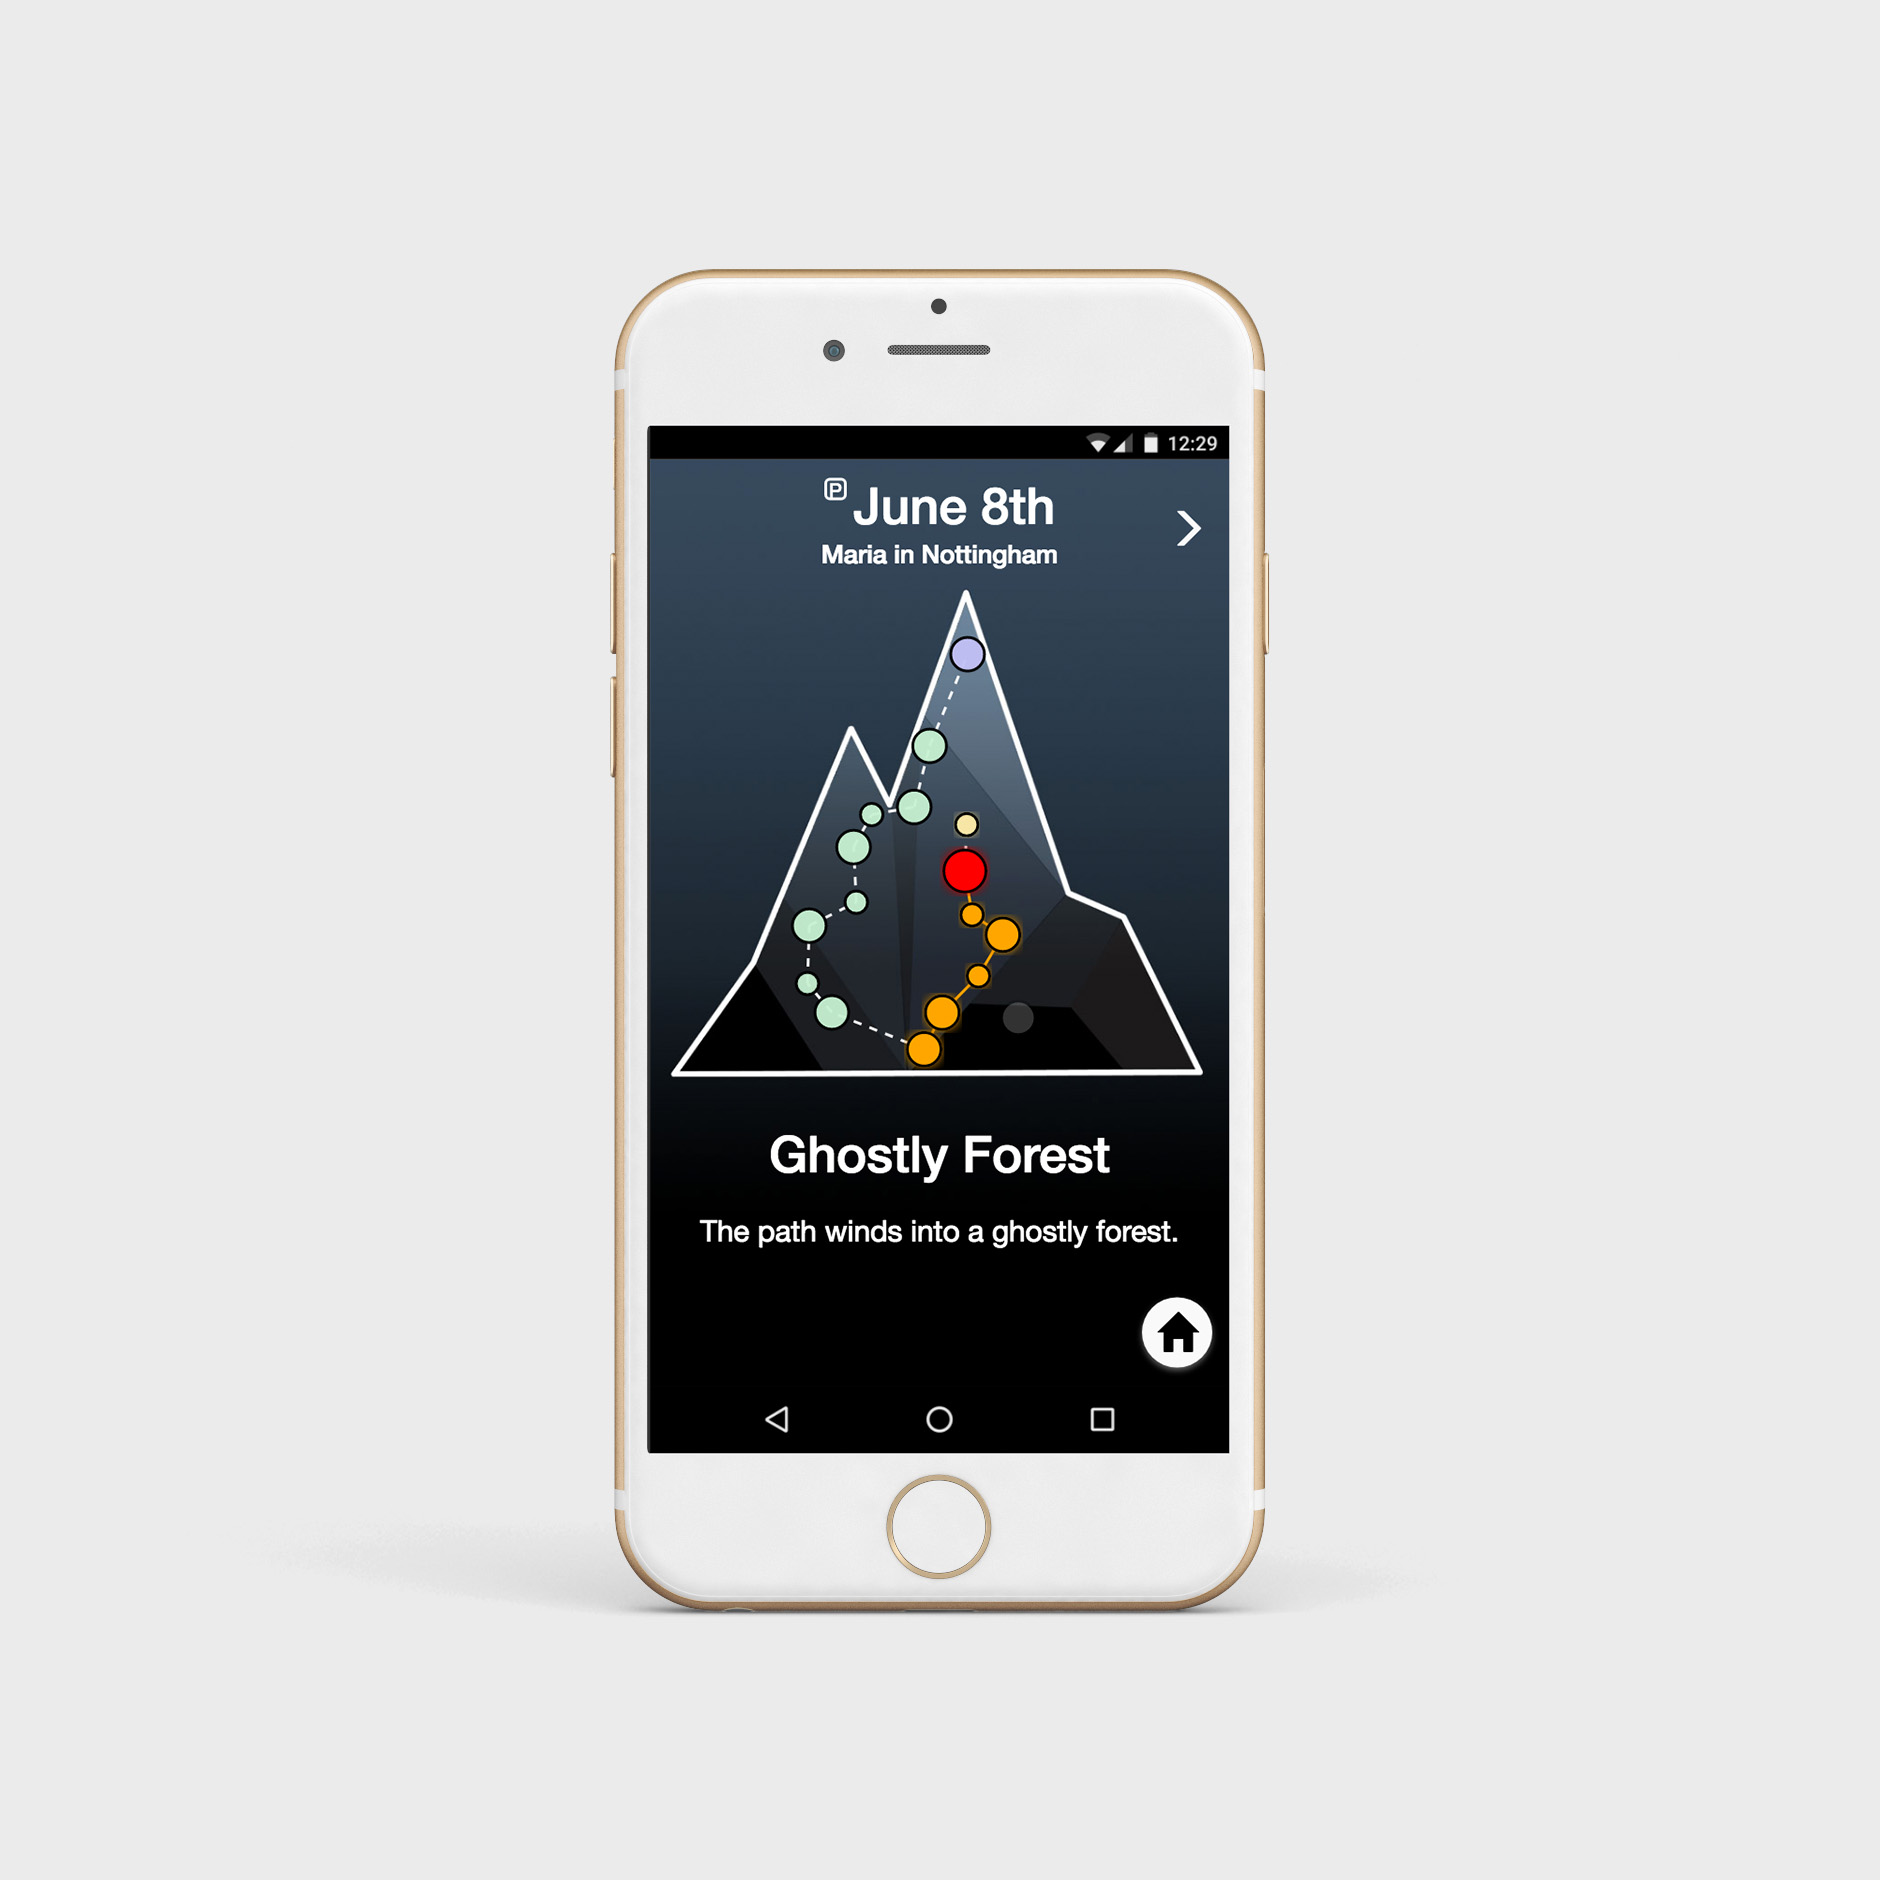 12:29
P
June 8th
Maria in Nottingham
Ghostly Forest
The path winds into a ghostly forest.